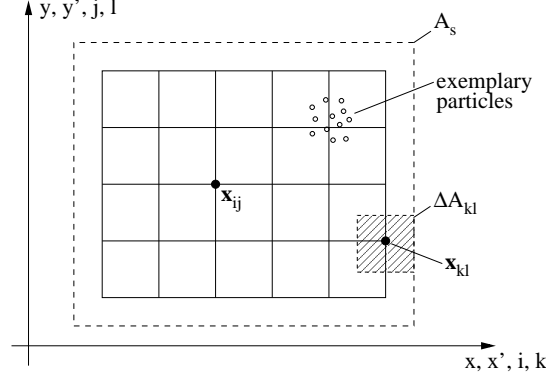 y, y', j, l
A_s
exemplary
particles
x_ij
ΔA_kl
x_kl
x, x', i, k